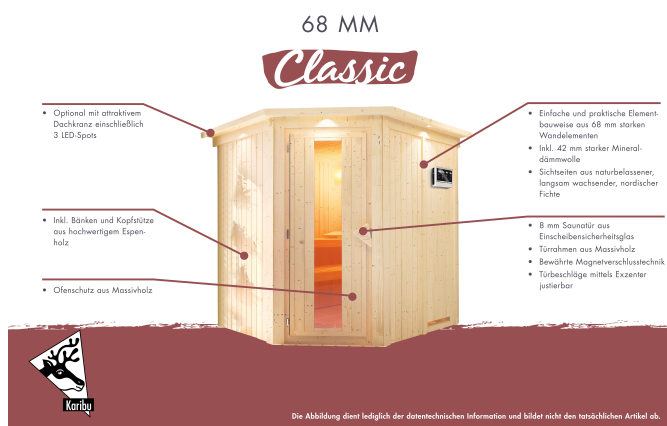 68 MM
Classic
• Optional mit attraktivem
Dachkranz einschließlich
3 LED-Spots
• Inkl. Bänken und Kopfstütze
aus hochwertigem Espen-
holz
• Ofenschutz aus Massivholz
• Einfache und praktische Element-
bauweise aus 68 mm starken
Wandelementen
• Inkl. 42 mm starker Mineral-
dämmwolle
• Sichtseiten aus naturbelassener,
langsam wachsender, nordischer
Fichte
• 8 mm Saunatür aus
Einscheibensicherheitsglas
• Türrahmen aus Massivholz
• Bewährte Magnetverschlusstechnik
• Türbeschläge mittels Exzenter
justierbar
Karibu
Die Abbildung dient lediglich der datentechnischen Information und bildet nicht den tatsächlichen Artikel ab.